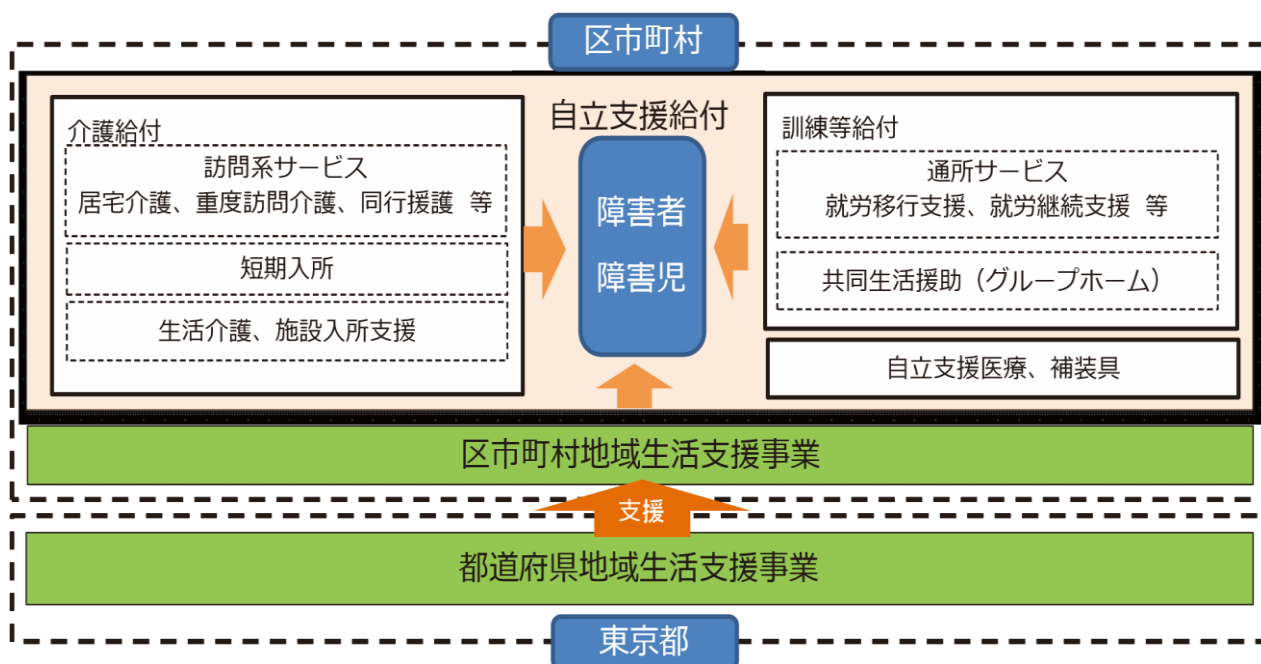 区市町村
自立支援給付
介護給付
訪問系サービス
居宅介護、重度訪問介護、同行援護 等
短期入所
生活介護、施設入所支援
障害者
障害児
訓練等給付
通所サービス
就労移行支援、就労継続支援 等
共同生活援助（グループホーム）
自立支援医療、補装具
区市町村地域生活支援事業
支援
都道府県地域生活支援事業
東京都